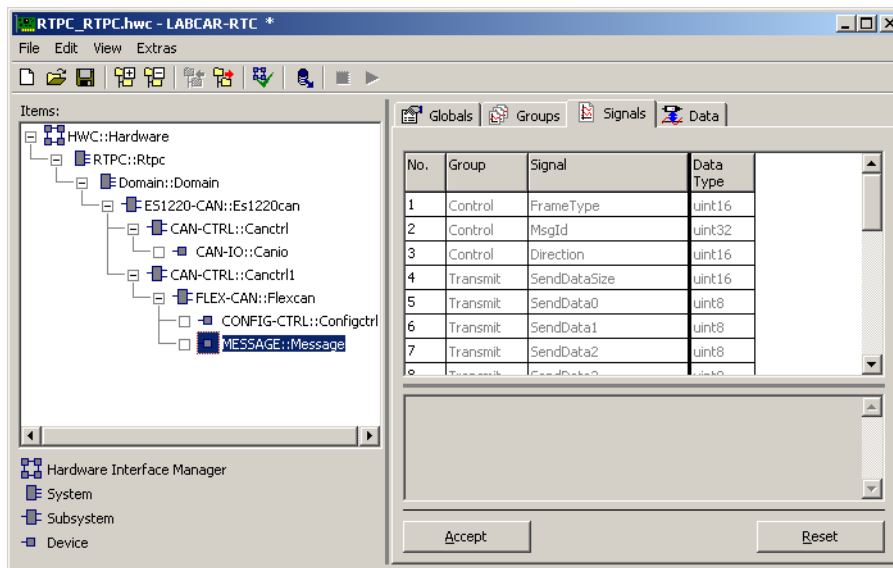 RTPC_RTPC.hwc - LABCAR-RTC *
File Edit View Extras
Items:
HWC::Hardware
RTPC::Rtpc
Domain::Domain
ES1220-CAN::Es1220can
CAN-CTRL::Canctrl
CAN-IO::Canio
CAN-CTRL::Canctrl1
FLEX-CAN::Flexcan
CONFIG-CTRL::Configctrl
MESSAGE::Message
Hardware Interface Manager
System
Subsystem
Device
Globals Groups Signals Data
No. Group Signal Data Type
1 Control FrameType uint16
2 Control MsgId uint32
3 Control Direction uint16
4 Transmit SendDataSize uint16
5 Transmit SendData0 uint8
6 Transmit SendData1 uint8
7 Transmit SendData2 uint8
8 Transmit SendData3 uint8
Accept Reset